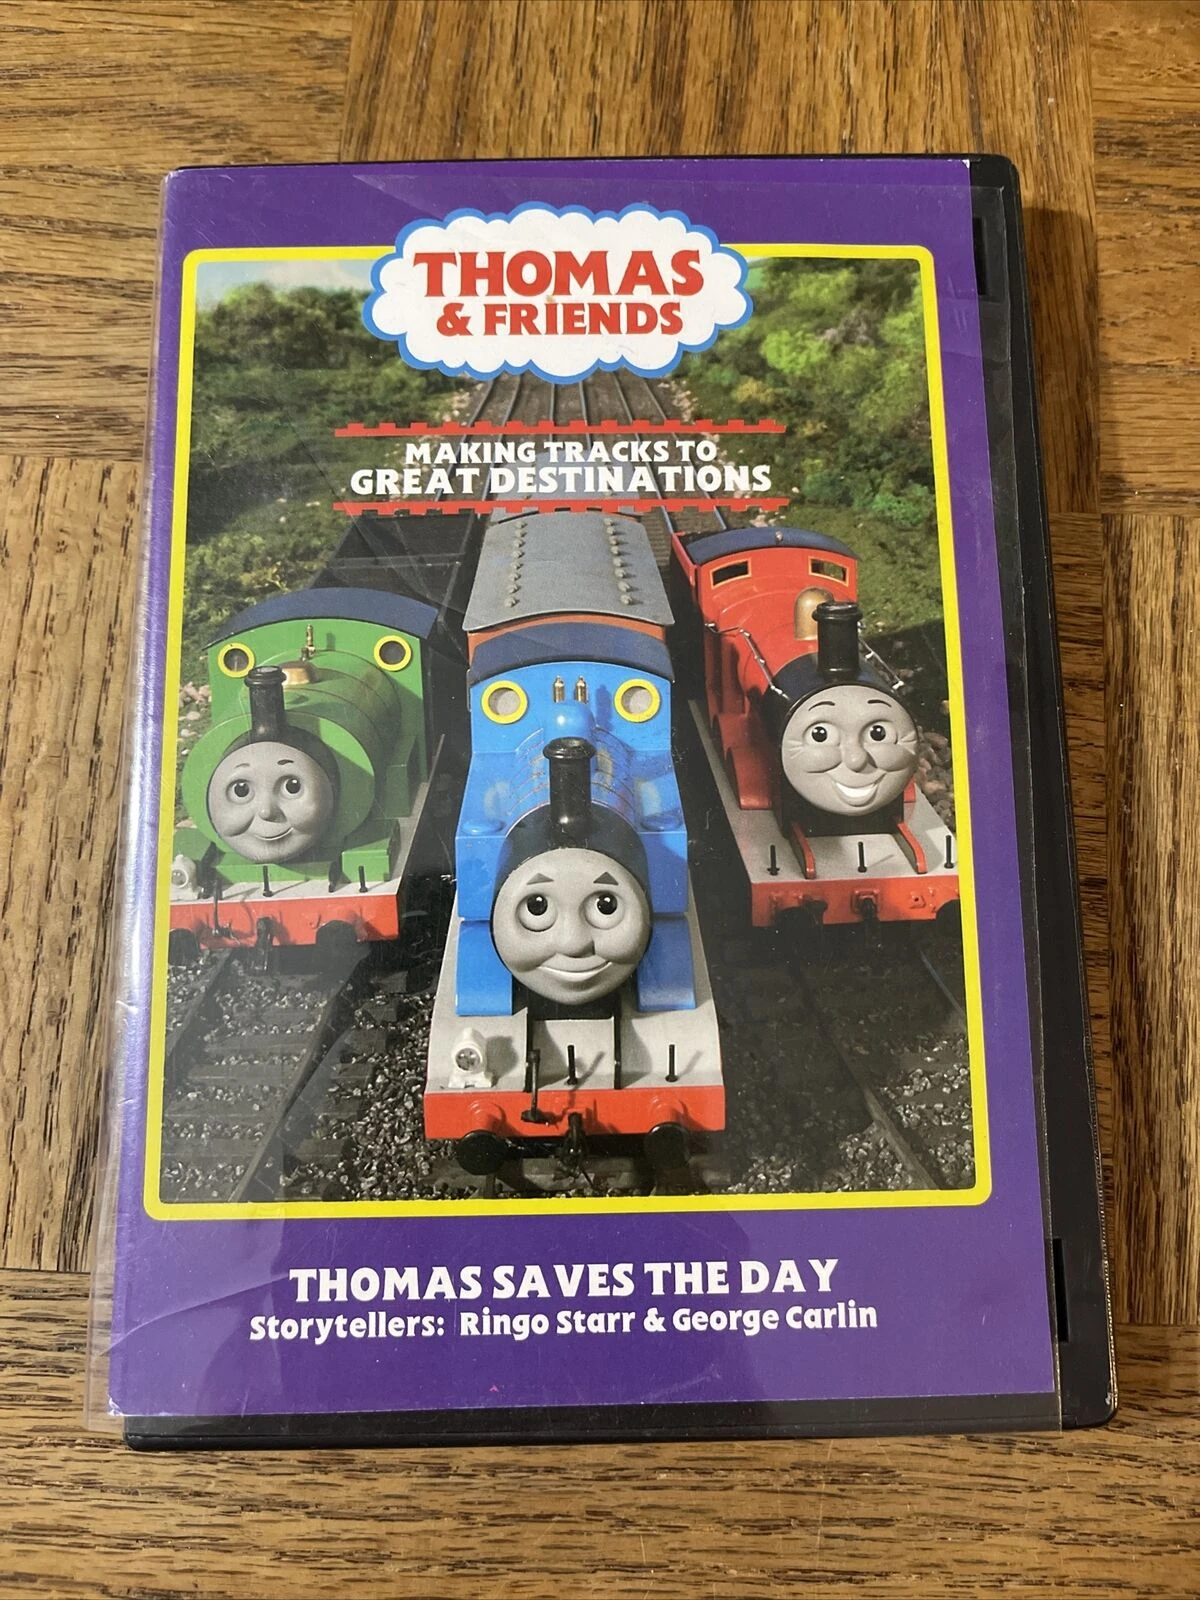 THOMAS
& FRIENDS
MAKING TRACKS TO
GREAT DESTINATIONS
THOMAS SAVES THE DAY
Storytellers: Ringo Starr & George Carlin